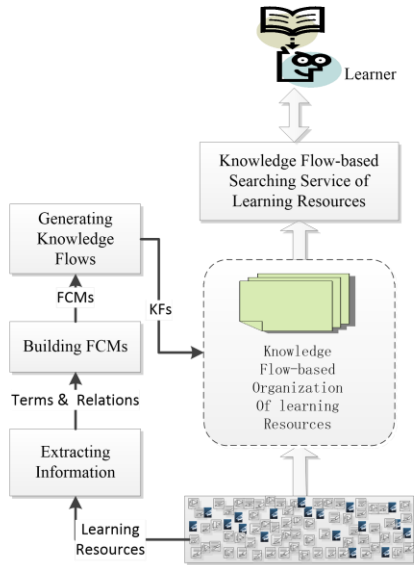 Learner
Knowledge Flow-based
Searching Service of
Learning Resources
Generating
Knowledge
Flows
FCMs
KFs
Building FCMs
Knowledge
Flow-based
Organization
Of learning
Resources
Terms & Relations
Extracting
Information
Learning
Resources